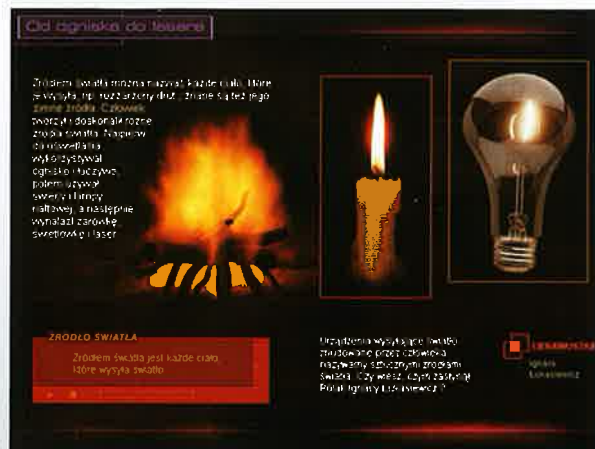 Od ogniska do lasera
Źródłem światła można nazwać każde ciało, które
je wysyła, np. rozżarzony drut, znane są też jego
zimne źródła. Człowiek
tworzył i doskonalił różne
źródła światła. Najpierw
do oświetlania
wykorzystywał
ognisko i łuczywo,
potem używał
świecy i lampy
naftowej, a następnie
wynalazł żarówkę,
świetlówkę i laser.
ŹRÓDŁO ŚWIATŁA
Źródłem światła jest każde ciało,
które wysyła światło.
Urządzenia wysyłające światło
zbudowane przez człowieka
nazywamy sztucznymi źródłami
światła. Czy wiesz, czym zasłynął
Polak Ignacy Łukasiewicz?
Ignacy
Łukasiewicz